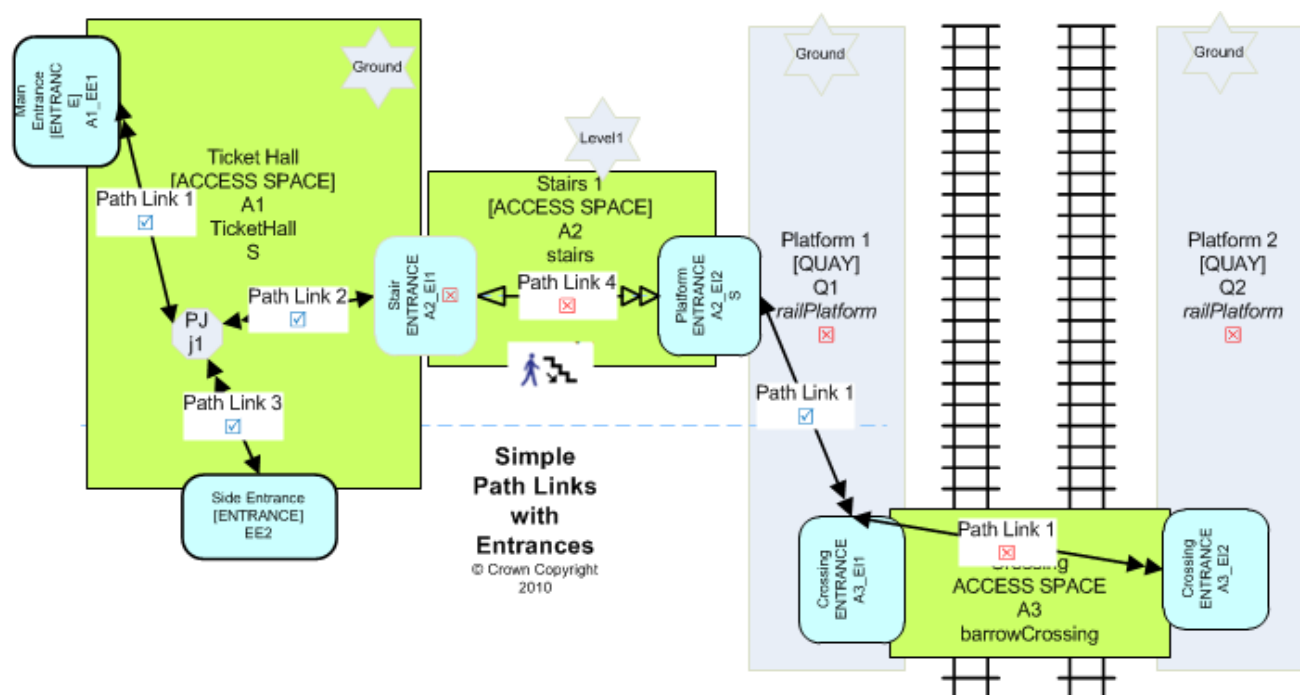 Main
Entrance
[ENTRANC
E]
A1_EE1
Ground
Ticket Hall
[ACCESS SPACE]
A1
TicketHall
S
Path Link 1
Path Link 2
PJ
j1
Path Link 3
Side Entrance
[ENTRANCE]
EE2
Level1
Stairs 1
[ACCESS SPACE]
A2
stairs
Stair
ENTRANCE
A2_EI1
Path Link 4
Platform
ENTRANCE
A2_EI2
_S
Simple
Path Links
with
Entrances
© Crown Copyright
2010
Ground
Platform 1
[QUAY]
Q1
railPlatform
Path Link 1
Crossing
ENTRANCE
A3_EI1
Path Link 1
Crossing
ACCESS SPACE
A3
barrowCrossing
Crossing
ENTRANCE
A3_EI2
Ground
Platform 2
[QUAY]
Q2
railPlatform